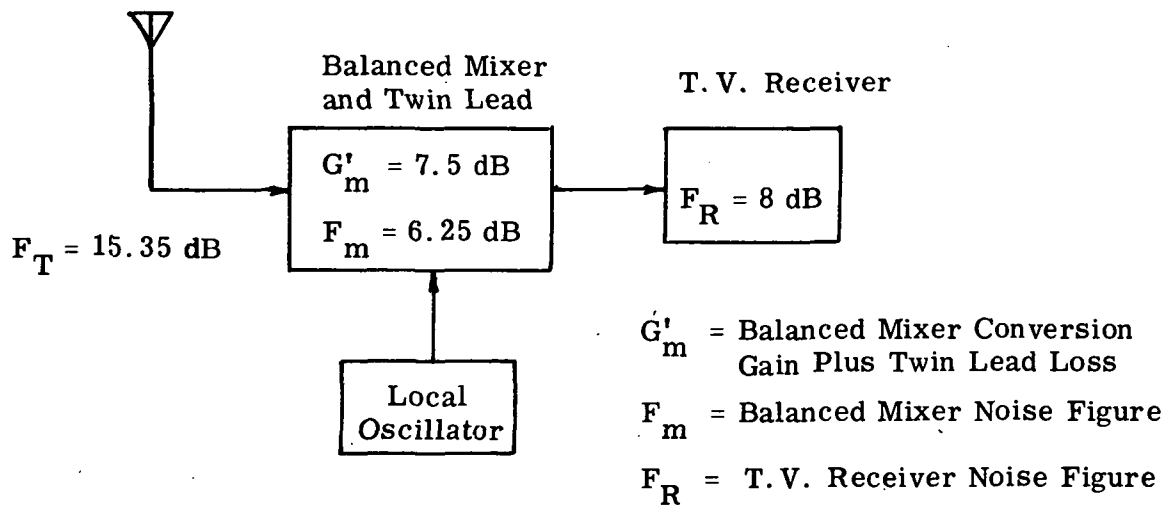 Balanced Mixer
and Twin Lead
T.V. Receiver
G'm = 7.5 dB
Fm = 6.25 dB
FR = 8 dB
FT = 15.35 dB
Local
Oscillator
G'm = Balanced Mixer Conversion
Gain Plus Twin Lead Loss
Fm = Balanced Mixer Noise Figure
FR = T.V. Receiver Noise Figure